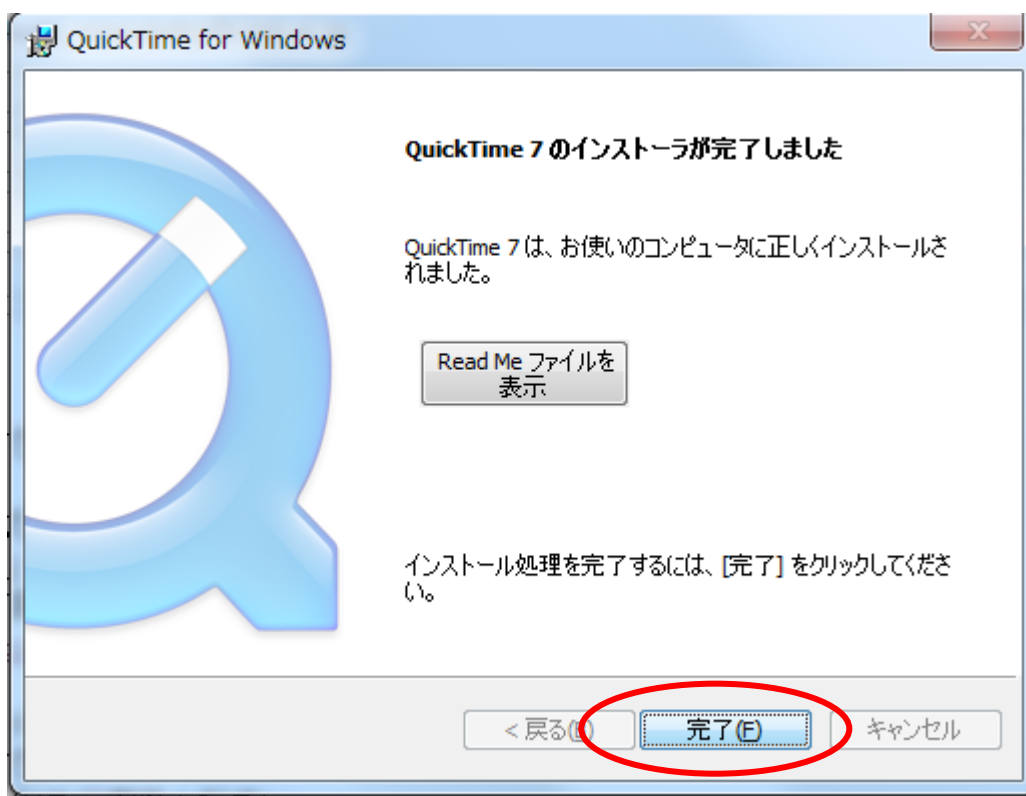 QuickTime for Windows
QuickTime 7 のインストーラが完了しました
QuickTime 7 は、お使いのコンピュータに正しくインストールさ
れました。
Read Me ファイルを
表示
インストール処理を完了するには、[完了] をクリックしてくださ
い。
< 戻る(B)
完了(F)
キャンセル